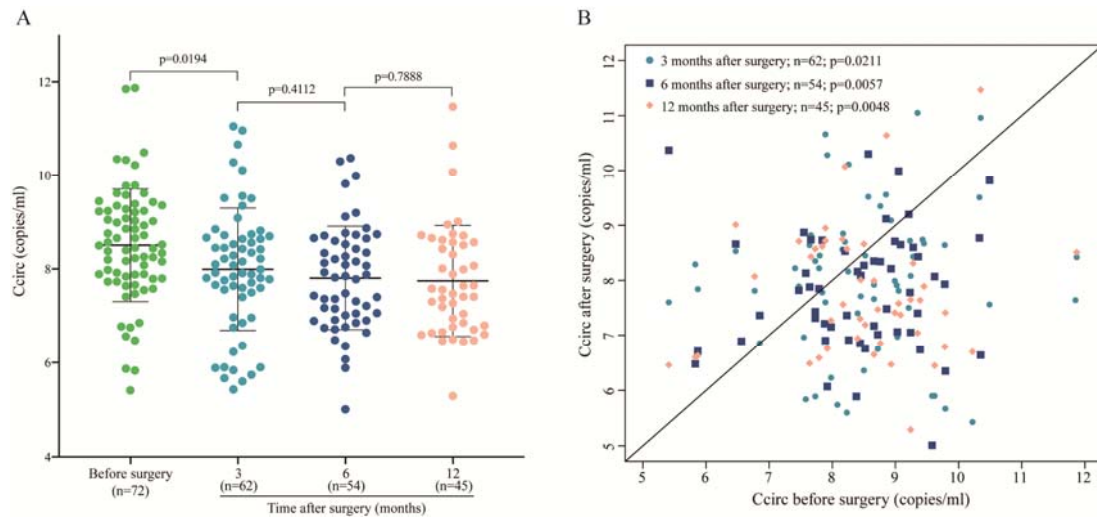 A
p=0.0194
p=0.7888
p=0.4112
12
10
8
6
4
Ccirc (copies/ml)
Before surgery
(n=72)
3
(n=62)
6
(n=54)
12
(n=45)
Time after surgery (months)
B
3 months after surgery; n=62; p=0.0211
6 months after surgery; n=54; p=0.0057
12 months after surgery; n=45; p=0.0048
12
11
10
9
8
7
6
5
Ccirc after surgery (copies/ml)
5 6 7 8 9 10 11 12
Ccirc before surgery (copies/ml)